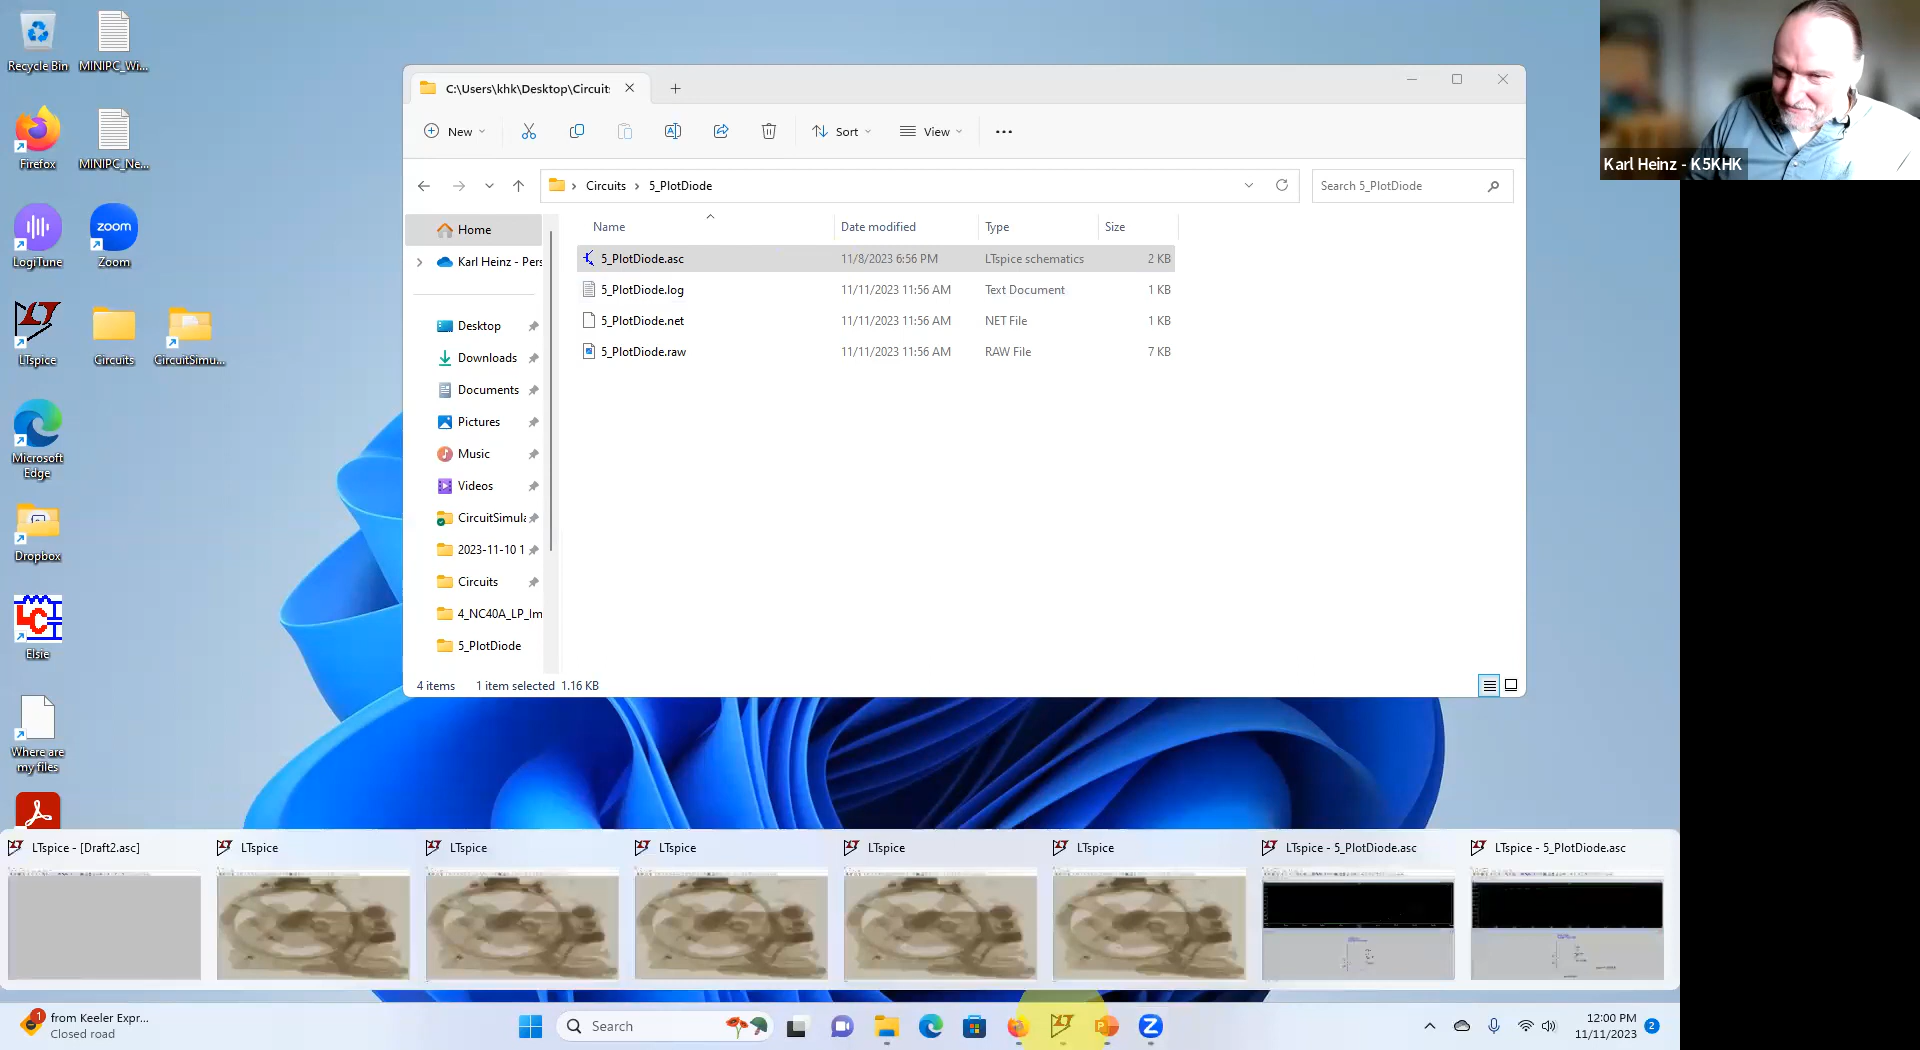 Recycle Bin
MINIPC_Wi...
Firefox
MINIPC_Ne...
LogiTune
zoom
Zoom
LTspice
Circuits
CircuitSimu...
Microsoft
Edge
Dropbox
Elsie
Where are
my files
C:\Users\khk\Desktop\Circuit
New
Sort
View
Circuits
5_PlotDiode
Search 5_PlotDiode
Home
Karl Heinz - Pers
Desktop
Downloads
Documents
Pictures
Music
Videos
CircuitSimula
2023-11-10 1
Circuits
4_NC40A_LP_Im
5_PlotDiode
Name
Date modified
Type
Size
5_PlotDiode.asc
11/8/2023 6:56 PM
LTspice schematics
2 KB
5_PlotDiode.log
11/11/2023 11:56 AM
Text Document
1 KB
5_PlotDiode.net
11/11/2023 11:56 AM
NET File
1 KB
5_PlotDiode.raw
11/11/2023 11:56 AM
RAW File
7 KB
4 items
1 item selected 1.16 KB
Karl Heinz - K5KHK
LTspice - [Draft2.asc]
LTspice
LTspice
LTspice
LTspice
LTspice
LTspice - 5_PlotDiode.asc
LTspice - 5_PlotDiode.asc
1
from Keeler Expr...
Closed road
Search
12:00 PM
11/11/2023
2